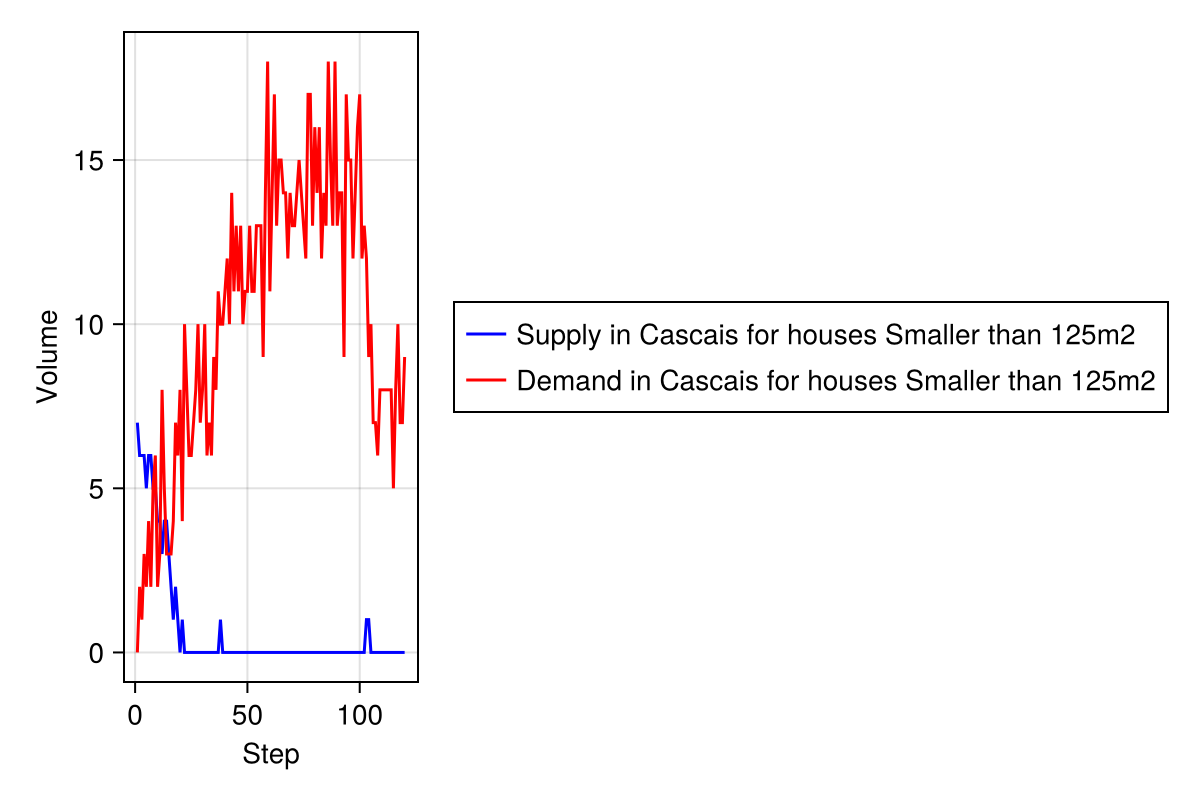 Volume
15
10
5
0
0 50 100
Step
Supply in Cascais for houses Smaller than 125m2
Demand in Cascais for houses Smaller than 125m2